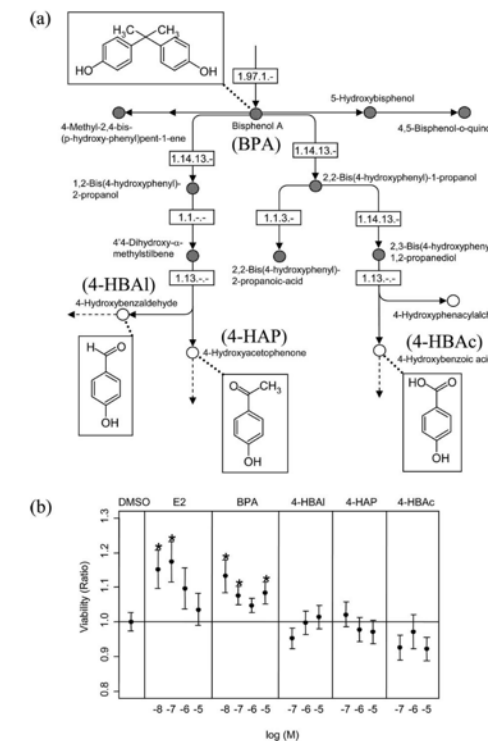 (a)
H₃C CH₃
HO OH
1.97.1.-
5-Hydroxybisphenol
4-Methyl-2,4-bis-
(p-hydroxy-phenyl)pent-1-ene
Bisphenol A
4,5-Bisphenol-o-quino
(BPA)
1.14.13.-
1.14.13.-
1,2-Bis(4-hydroxyphenyl)-
2-propanol
2,2-Bis(4-hydroxyphenyl)-1-propanol
1.1.-.-
1.1.3.-
1.14.13.-
4'4-Dihydroxy-α-
methylstilbene
2,2-Bis(4-hydroxyphenyl)-
2-propanoic-acid
2,3-Bis(4-hydroxypheny
1,2-propanediol
1.13.-.-
1.13.-.-
(4-HBAl)
4-Hydroxybenzaldehyde
4-Hydroxyphenacylalch
(4-HAP)
4-Hydroxyacetophenone
(4-HBAc)
4-Hydroxybenzoic acid
H O
OH
O CH₃
OH
HO O
OH
(b)
DMSO E2 BPA 4-HBAl 4-HAP 4-HBAc
Viability (Ratio)
1.3
1.2
1.1
1.0
0.9
0.8
-8 -7 -6 -5 -8 -7 -6 -5 -7 -6 -5 -7 -6 -5 -7 -6 -5
log (M)